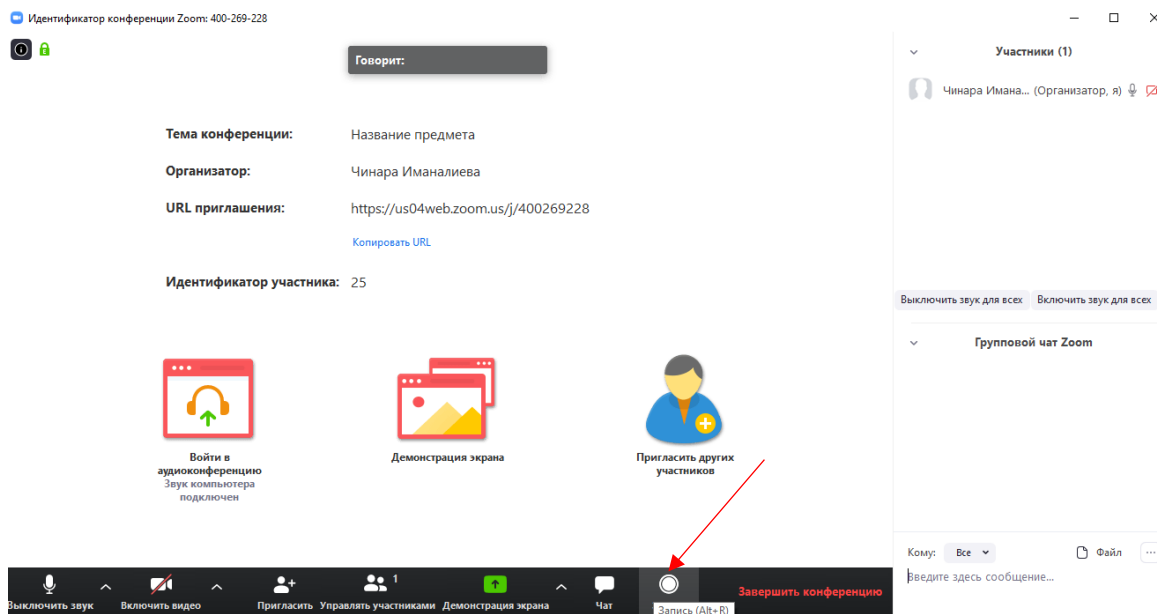 Идентификатор конференции Zoom: 400-269-228
Говорит:
Участники (1)
Чинара Имана... (Организатор, я)
Тема конференции: Название предмета
Организатор: Чинара Иманалиева
URL приглашения: https://us04web.zoom.us/j/400269228
Копировать URL
Идентификатор участника: 25
Выключить звук для всех Включить звук для всех
Групповой чат Zoom
Войти в
аудиоконференцию
Звук компьютера
подключен
Демонстрация экрана
Пригласить других
участников
Кому: Все Файл ...
Введите здесь сообщение...
Выключить звук Включить видео Пригласить Управлять участниками 1 Демонстрация экрана Чат Запись (Alt+R) Завершить конференцию